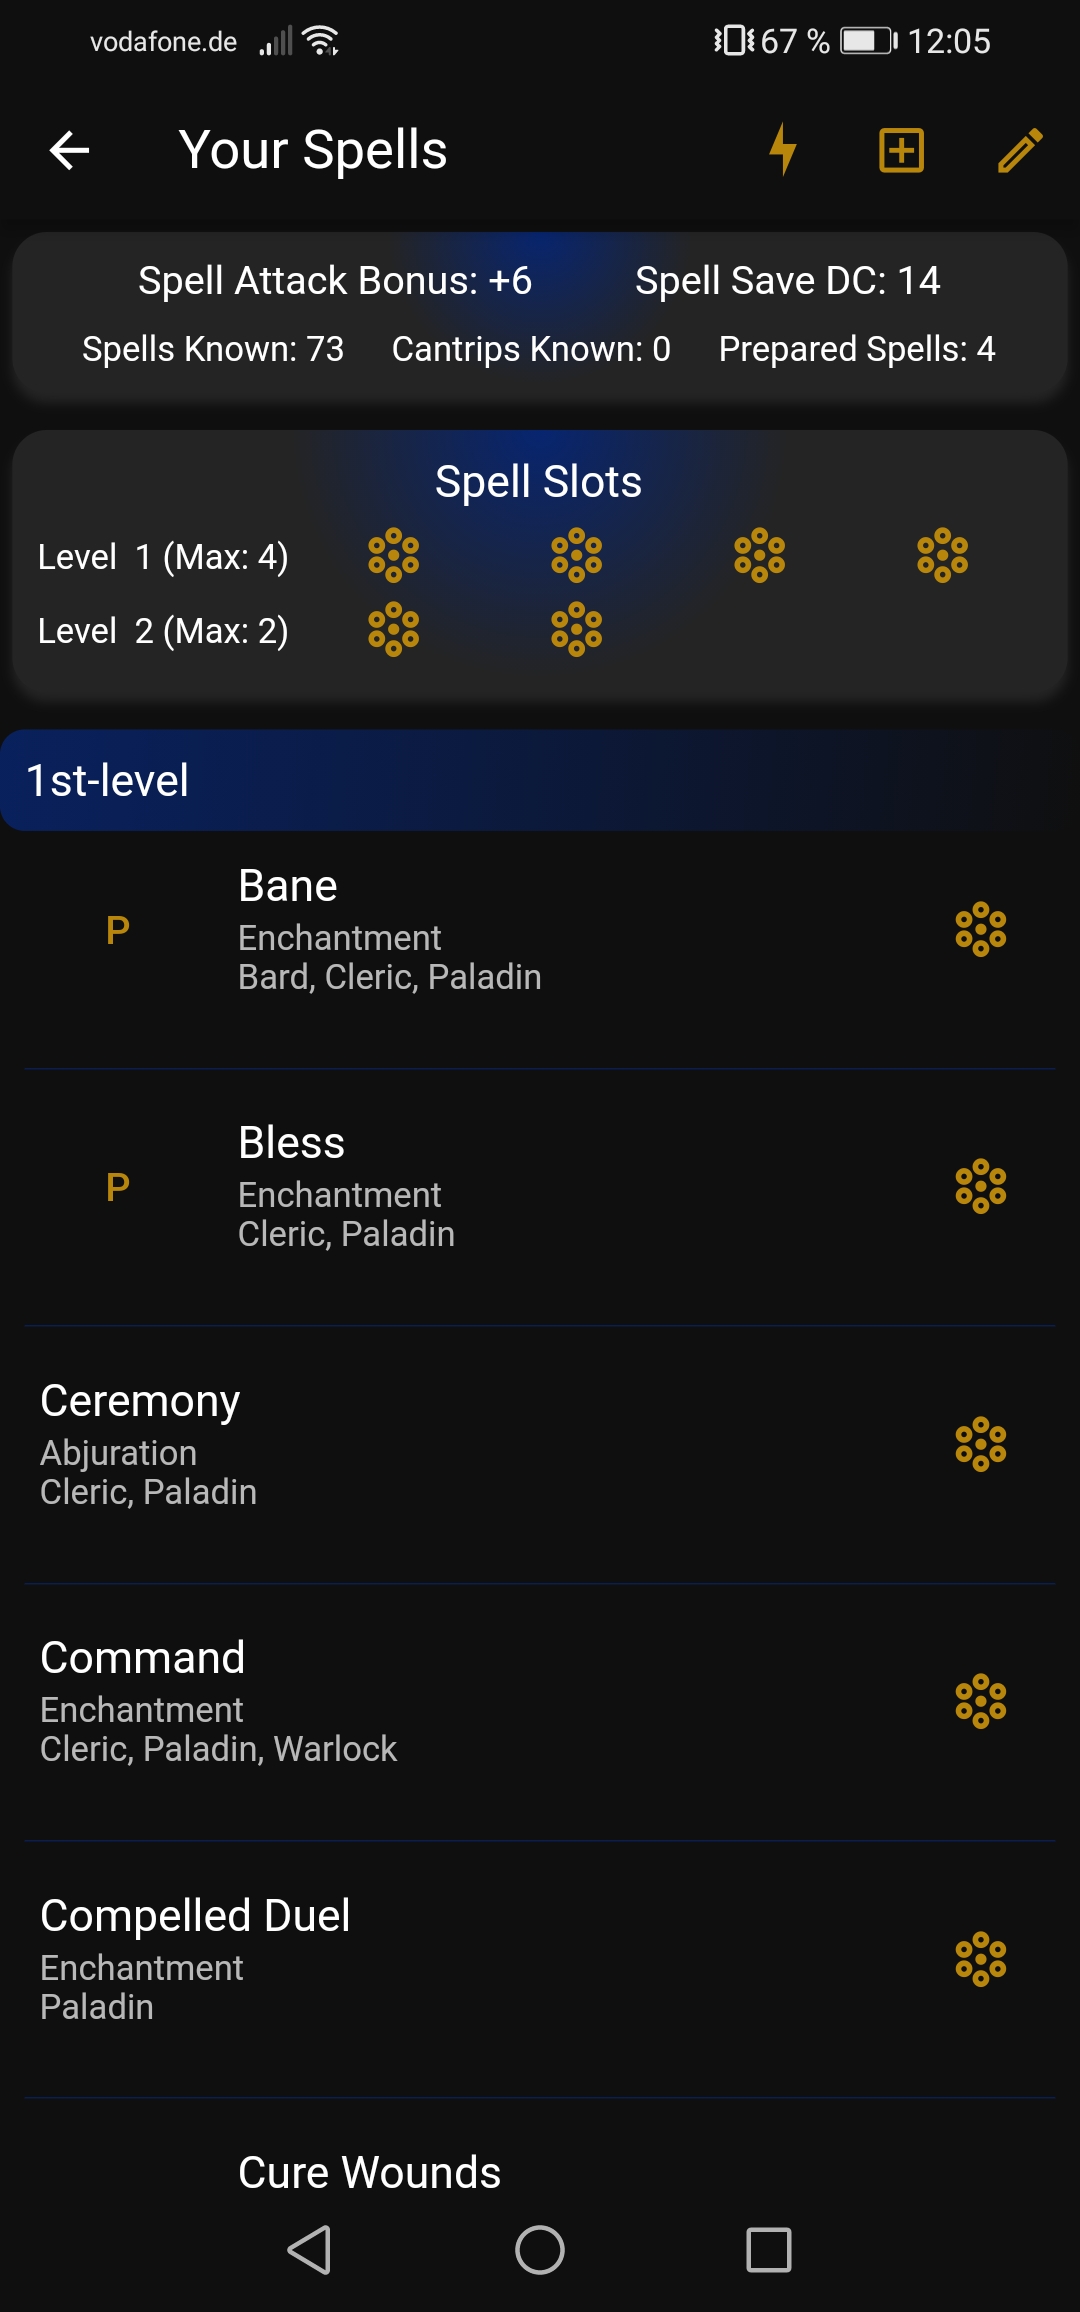 vodafone.de 67 % 12:05
Your Spells
Spell Attack Bonus: +6 Spell Save DC: 14
Spells Known: 73 Cantrips Known: 0 Prepared Spells: 4
Spell Slots
Level 1 (Max: 4)
Level 2 (Max: 2)
1st-level
Bane
P
Enchantment
Bard, Cleric, Paladin
Bless
P
Enchantment
Cleric, Paladin
Ceremony
Abjuration
Cleric, Paladin
Command
Enchantment
Cleric, Paladin, Warlock
Compelled Duel
Enchantment
Paladin
Cure Wounds